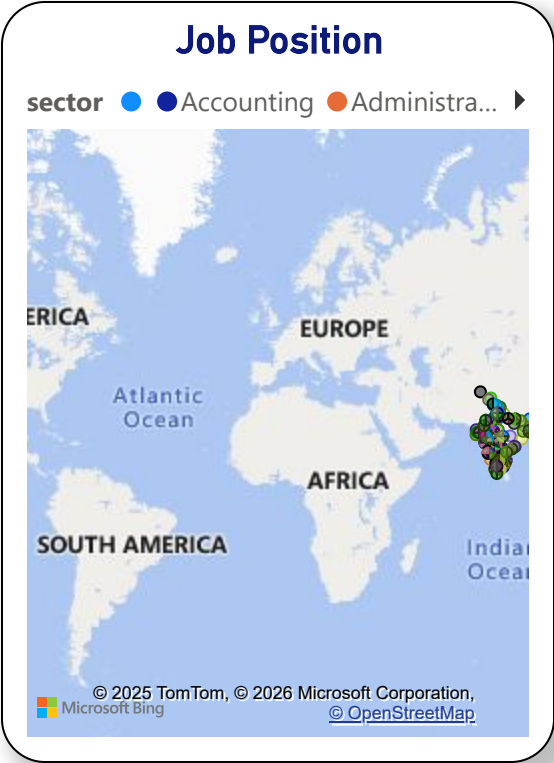 Job Position
sector Accounting Administra...
ERICA
EUROPE
Atlantic
Ocean
AFRICA
SOUTH AMERICA
Indian
Ocean
© 2025 TomTom, © 2026 Microsoft Corporation,
Microsoft Bing © OpenStreetMap